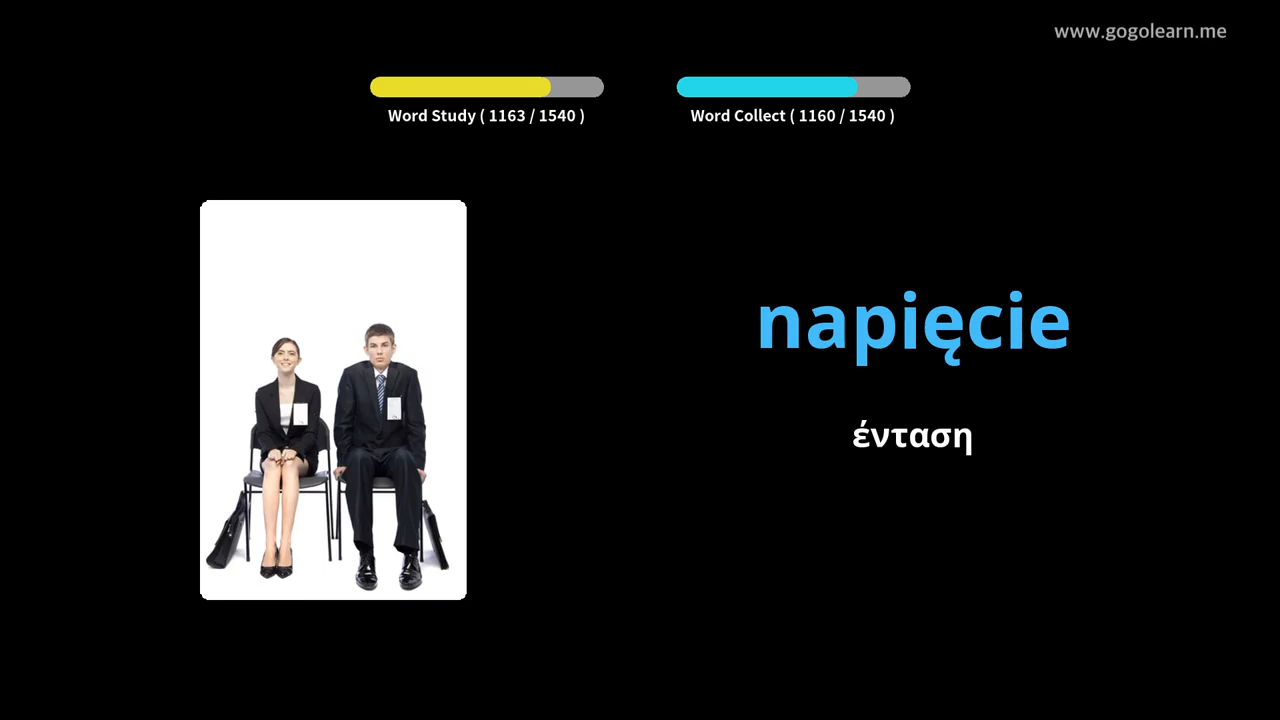 www.gogolearn.me
Word Study ( 1163 / 1540 )
Word Collect ( 1160 / 1540 )
napięcie
ένταση